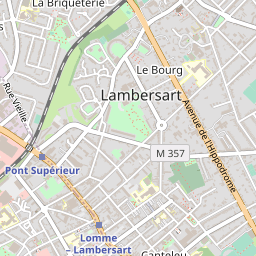 La Briqueterie
Le Bourg
Lambersart
Rue Vieille
Avenue de l'Hippodrome
M 357
Pont Supérieur
Lomme
– Lambersart
Canteleu